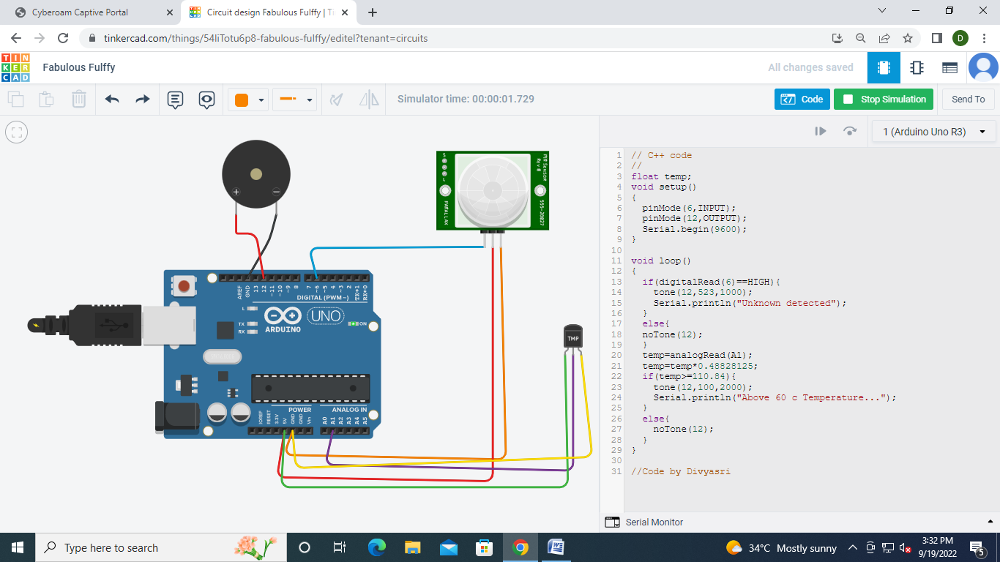 Cyberoam Captive Portal
Circuit design Fabulous Fulffy | Ti
tinkercad.com/things/54liTotu6p8-fabulous-fulffy/editel?tenant=circuits
D
TIN
KER
CAD
Fabulous Fulffy
All changes saved
Simulator time: 00:00:01.729
Code
Stop Simulation
Send To
1 (Arduino Uno R3)
PIR Sensor
Rev B
PARALLAX
555-28027
AREF
GND
13
12
~11
~10
~9
8
7
~6
~5
4
~3
2
TX→1
RX←0
DIGITAL (PWM~)
L
TX
RX
ARDUINO
UNO
ON
TMP
POWER
ANALOG IN
IOREF
RESET
3.3V
5V
GND
GND
Vin
A0
A1
A2
A3
A4
A5
1 // C++ code
2 //
3 float temp;
4 void setup()
5 {
6 pinMode(6,INPUT);
7 pinMode(12,OUTPUT);
8 Serial.begin(9600);
9 }
10
11 void loop()
12 {
13 if(digitalRead(6)==HIGH){
14 tone(12,523,1000);
15 Serial.println("Unknown detected");
16 }
17 else{
18 noTone(12);
19 }
20 temp=analogRead(A1);
21 temp=temp*0.48828125;
22 if(temp>=110.84){
23 tone(12,100,2000);
24 Serial.println("Above 60 c Temperature...");
25 }
26 else{
27 noTone(12);
28 }
29 }
30
31 //Code by Divyasri
Serial Monitor
Type here to search
34°C Mostly sunny
3:32 PM
9/19/2022
5